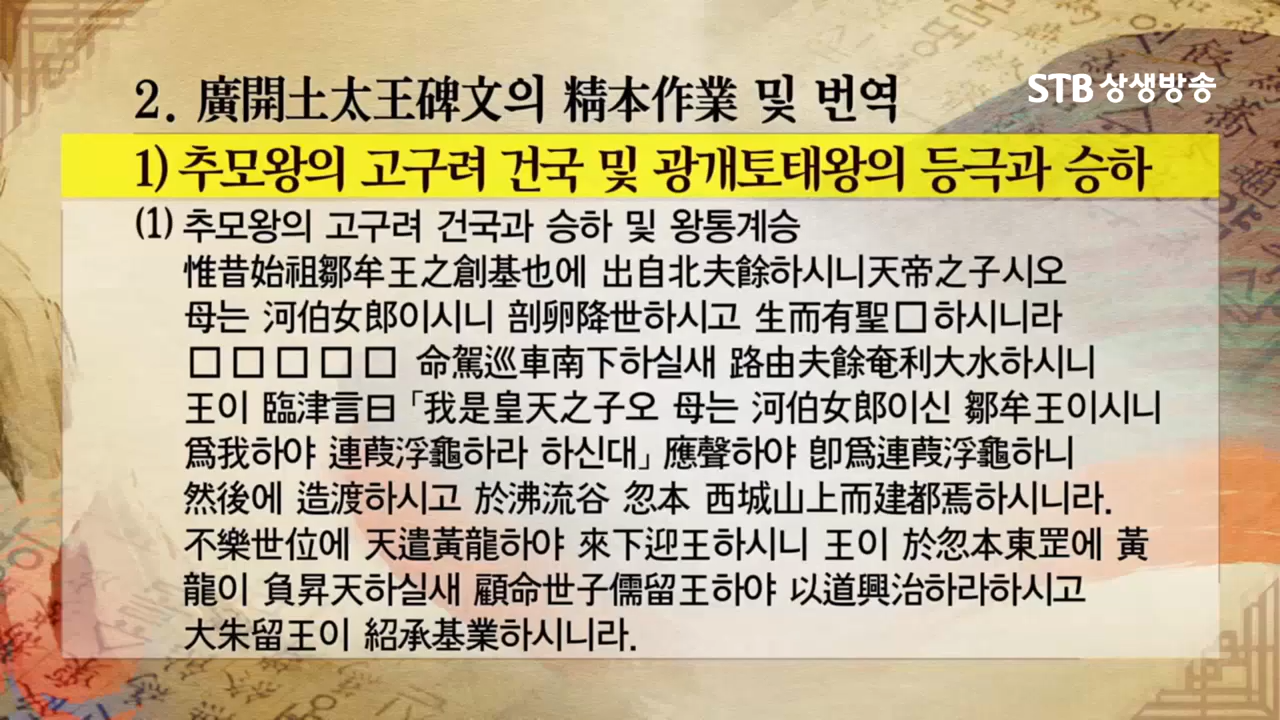 STB 상생방송
2. 廣開土太王碑文의 精本作業 및 번역
1) 추모왕의 고구려 건국 및 광개토태왕의 등극과 승하
(1) 추모왕의 고구려 건국과 승하 및 왕통계승
惟昔始祖鄒牟王之創基也에 出自北夫餘하시니天帝之子시오
母는 河伯女郎이시니 剖卵降世하시고 生而有聖□하시니라
□□□□□ 命駕巡車南下하실새 路由夫餘奄利大水하시니
王이 臨津言曰「我是皇天之子오 母는 河伯女郎이신 鄒牟王이시니
爲我하야 連葭浮龜하라 하신대」應聲하야 卽爲連葭浮龜하니
然後에 造渡하시고 於沸流谷 忽本 西城山上而建都焉하시니라.
不樂世位에 天遣黃龍하야 來下迎王하시니 王이 於忽本東罡에 黃
龍이 負昇天하실새 顧命世子儒留王하야 以道興治하라하시고
大朱留王이 紹承基業하시니라.